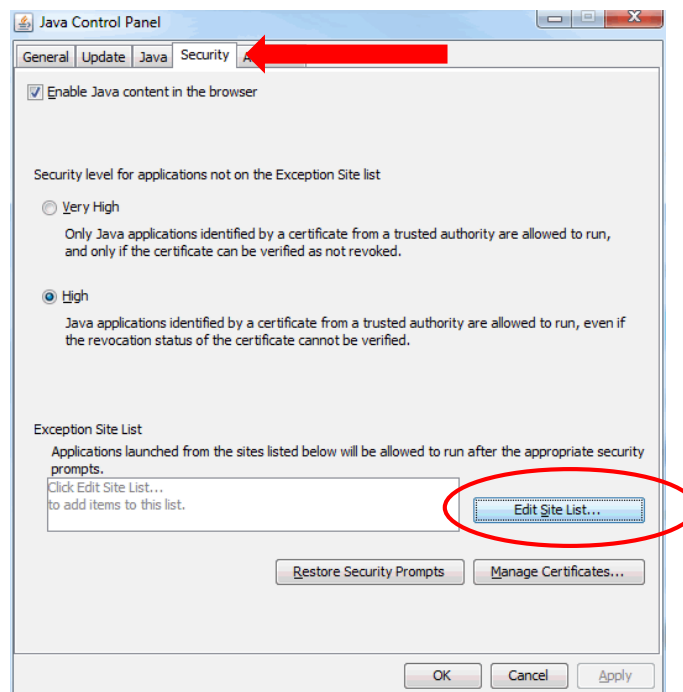 Java Control Panel
General Update Java Security A
Enable Java content in the browser
Security level for applications not on the Exception Site list
Very High
Only Java applications identified by a certificate from a trusted authority are allowed to run,
and only if the certificate can be verified as not revoked.
High
Java applications identified by a certificate from a trusted authority are allowed to run, even if
the revocation status of the certificate cannot be verified.
Exception Site List
Applications launched from the sites listed below will be allowed to run after the appropriate security
prompts.
Click Edit Site List...
to add items to this list.
Edit Site List...
Restore Security Prompts Manage Certificates...
OK Cancel Apply